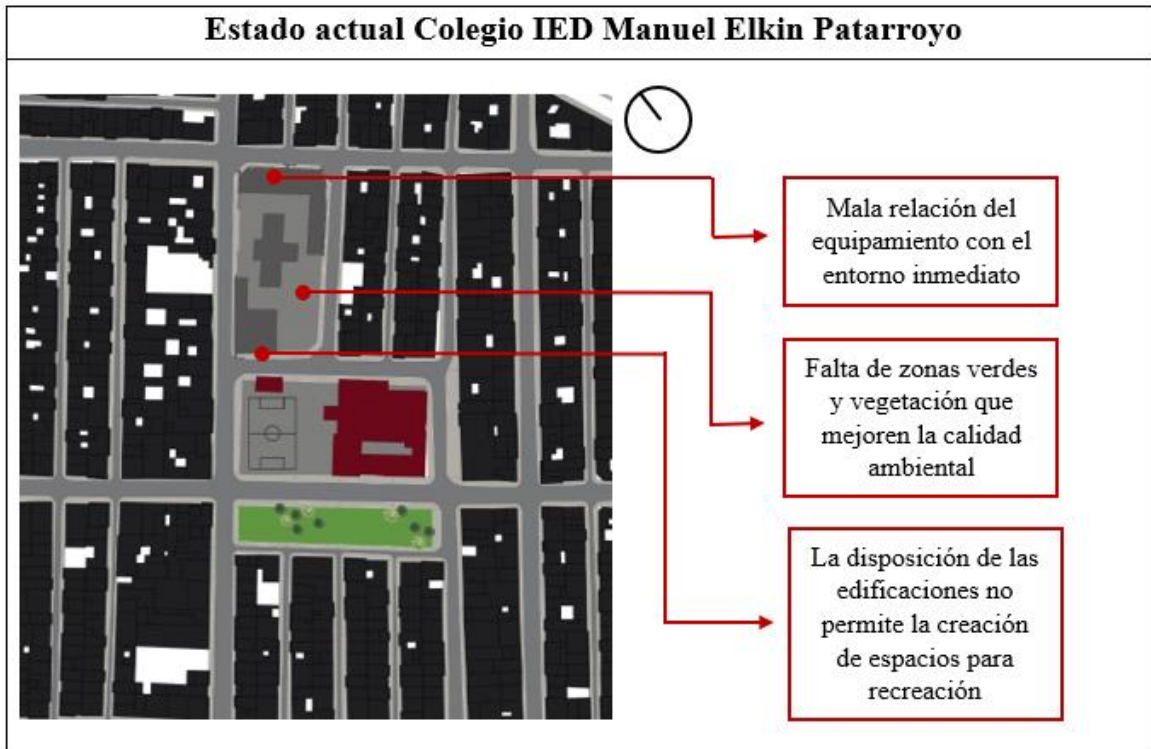 Estado actual Colegio IED Manuel Elkin Patarroyo
Mala relación del
equipamiento con el
entorno inmediato
Falta de zonas verdes
y vegetación que
mejoren la calidad
ambiental
La disposición de las
edificaciones no
permite la creación
de espacios para
recreación